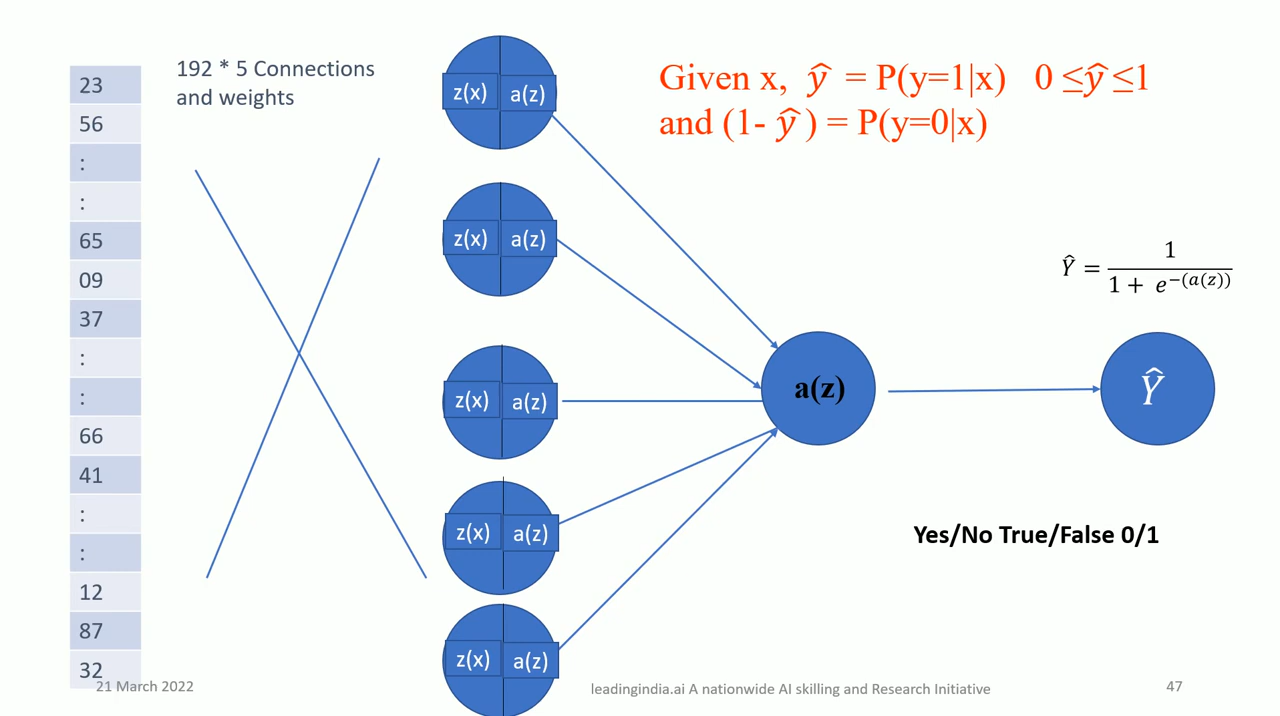 23
56
:
:
65
09
37
:
:
66
41
:
:
12
87
32
192 * 5 Connections
and weights
z(x) a(z)
z(x) a(z)
z(x) a(z)
z(x) a(z)
z(x) a(z)
Given x, ŷ = P(y=1|x) 0 ≤ŷ ≤1
and (1- ŷ ) = P(y=0|x)
a(z)
Ŷ = 1 / (1 + e^−(a(z)))
Ŷ
Yes/No True/False 0/1
21 March 2022
leadingindia.ai A nationwide AI skilling and Research Initiative
47